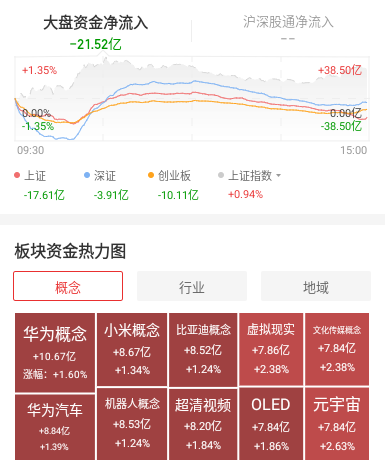 大盘资金净流入
沪深股通净流入
-21.52亿
--
+1.35%
+38.50亿
0.00%
0.00亿
-1.35%
-38.50亿
09:30
15:00
上证
深证
创业板
上证指数
-17.61亿
-3.91亿
-10.11亿
+0.94%
板块资金热力图
概念
行业
地域
华为概念
+10.67亿
涨幅：+1.60%
小米概念
+8.67亿
+1.34%
比亚迪概念
+8.52亿
+1.24%
虚拟现实
+7.86亿
+2.38%
文化传媒概念
+7.84亿
+2.38%
华为汽车
+8.84亿
+1.39%
机器人概念
+8.53亿
+1.24%
超清视频
+8.20亿
+1.84%
OLED
+7.84亿
+1.86%
元宇宙
+7.84亿
+2.63%